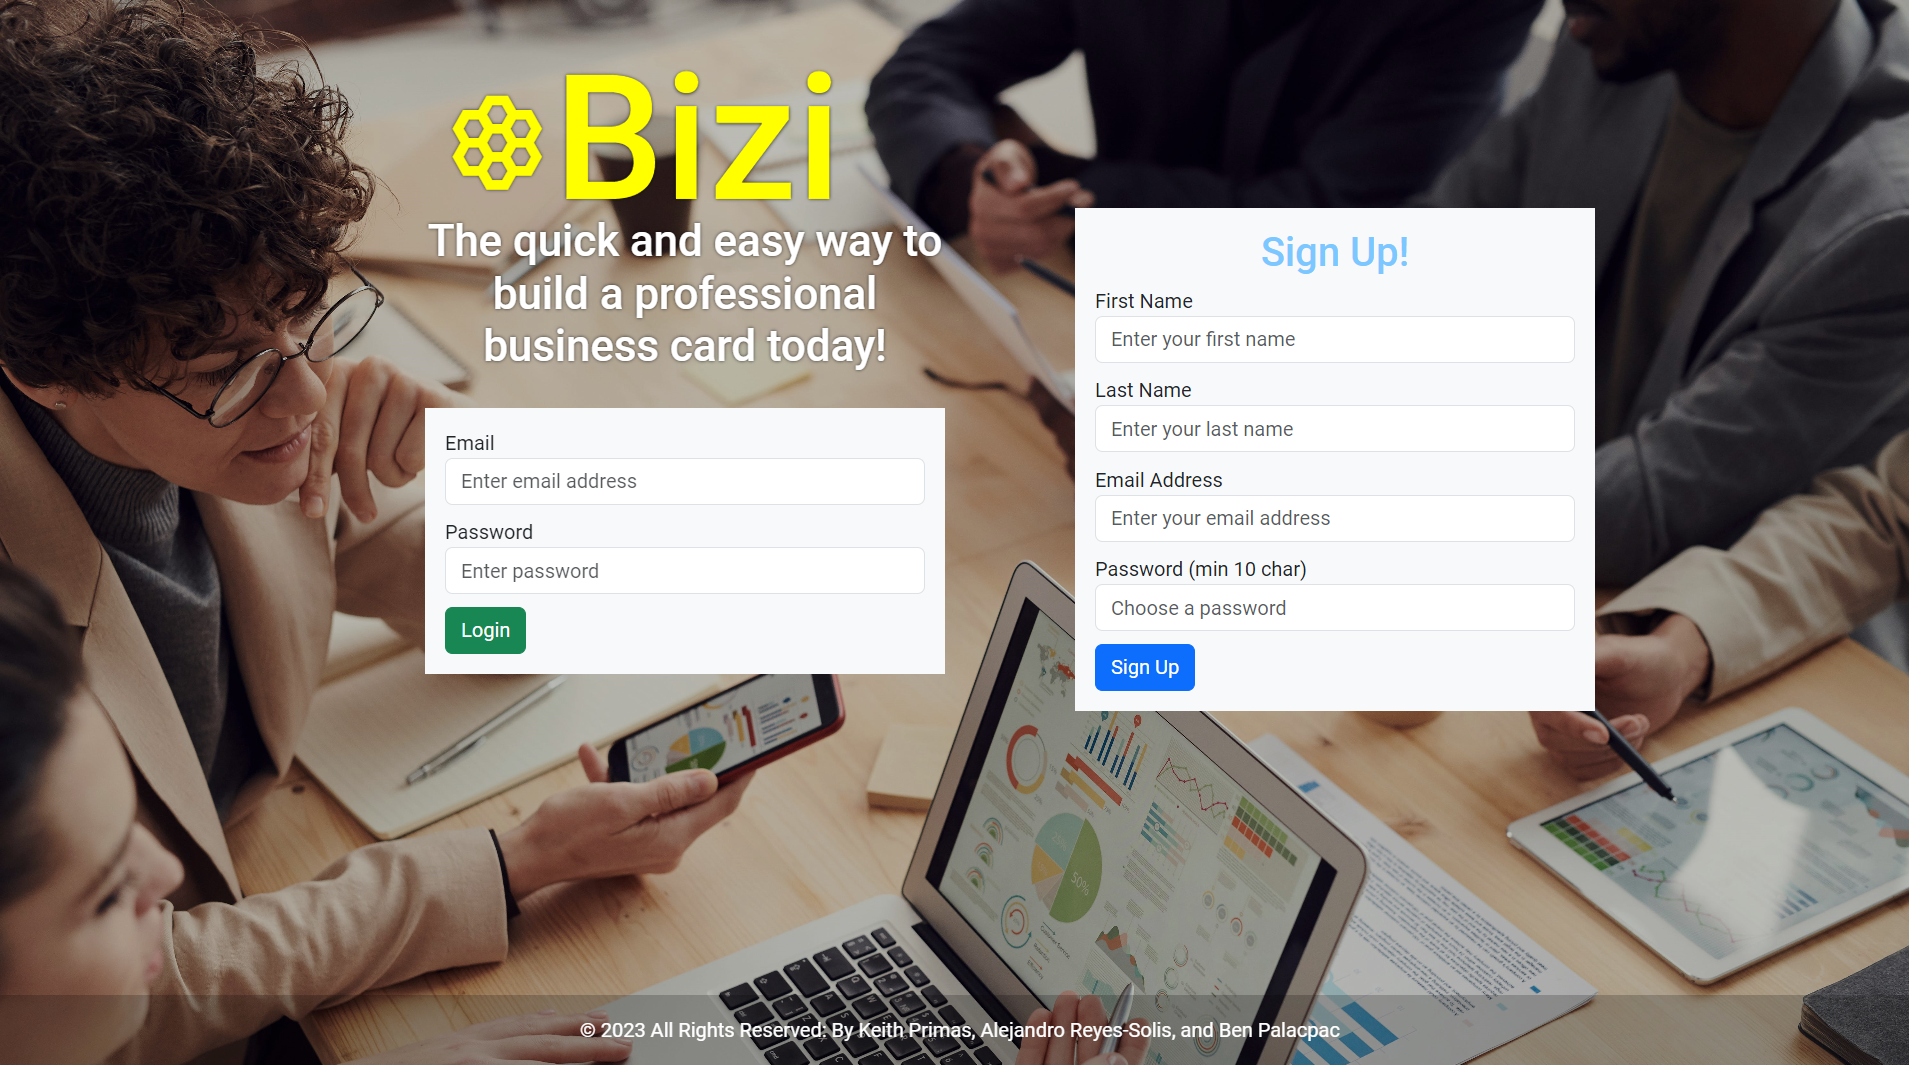 Bizi
The quick and easy way to
build a professional
business card today!
Email
Enter email address
Password
Enter password
Login
Sign Up!
First Name
Enter your first name
Last Name
Enter your last name
Email Address
Enter your email address
Password (min 10 char)
Choose a password
Sign Up
50%
© 2023 All Rights Reserved: By Keith Primas, Alejandro Reyes-Solis, and Ben Palacpac